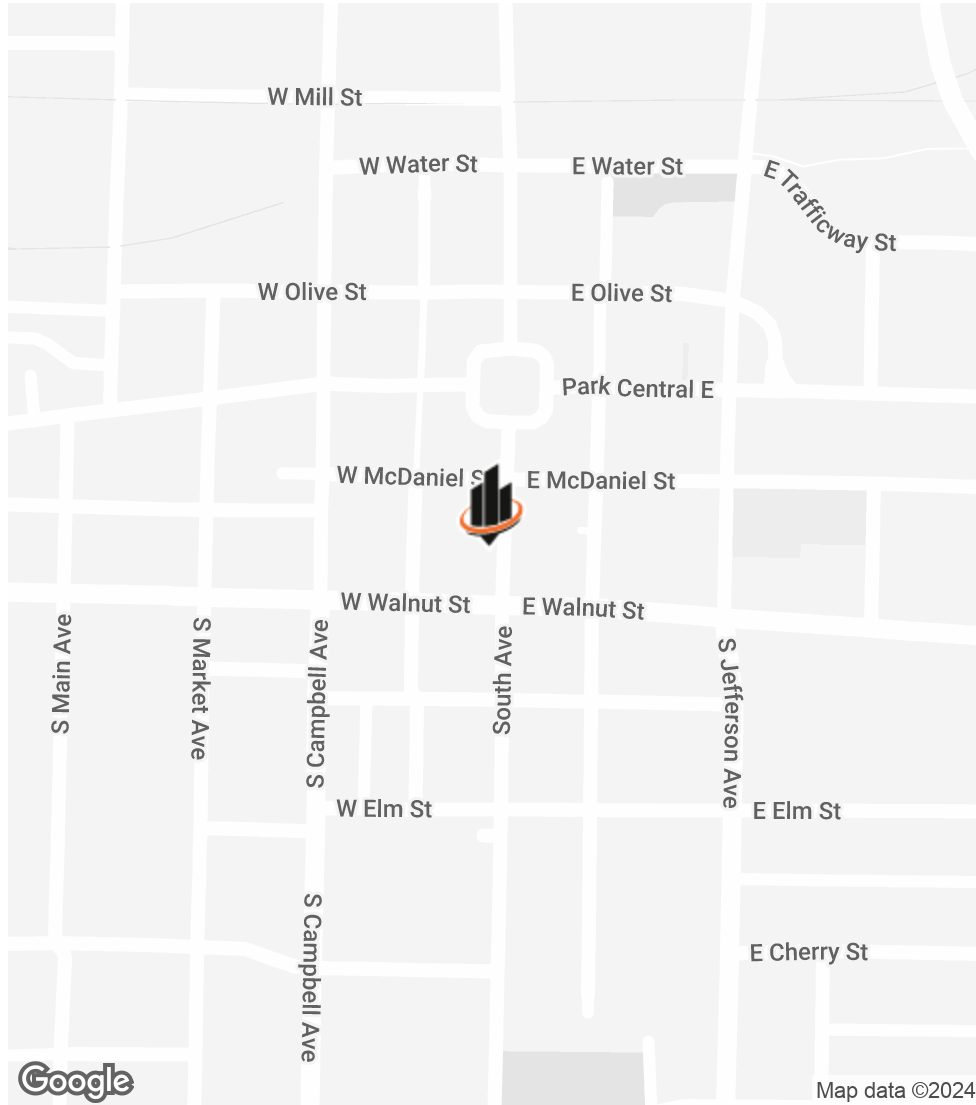 W Mill St
W Water St
E Water St
E Trafficway St
W Olive St
E Olive St
Park Central E
W McDaniel S
E McDaniel St
W Walnut St
E Walnut St
S Main Ave
S Market Ave
S Campbell Ave
South Ave
S Jefferson Ave
W Elm St
E Elm St
S Campbell Ave
E Cherry St
Google
Map data ©2024